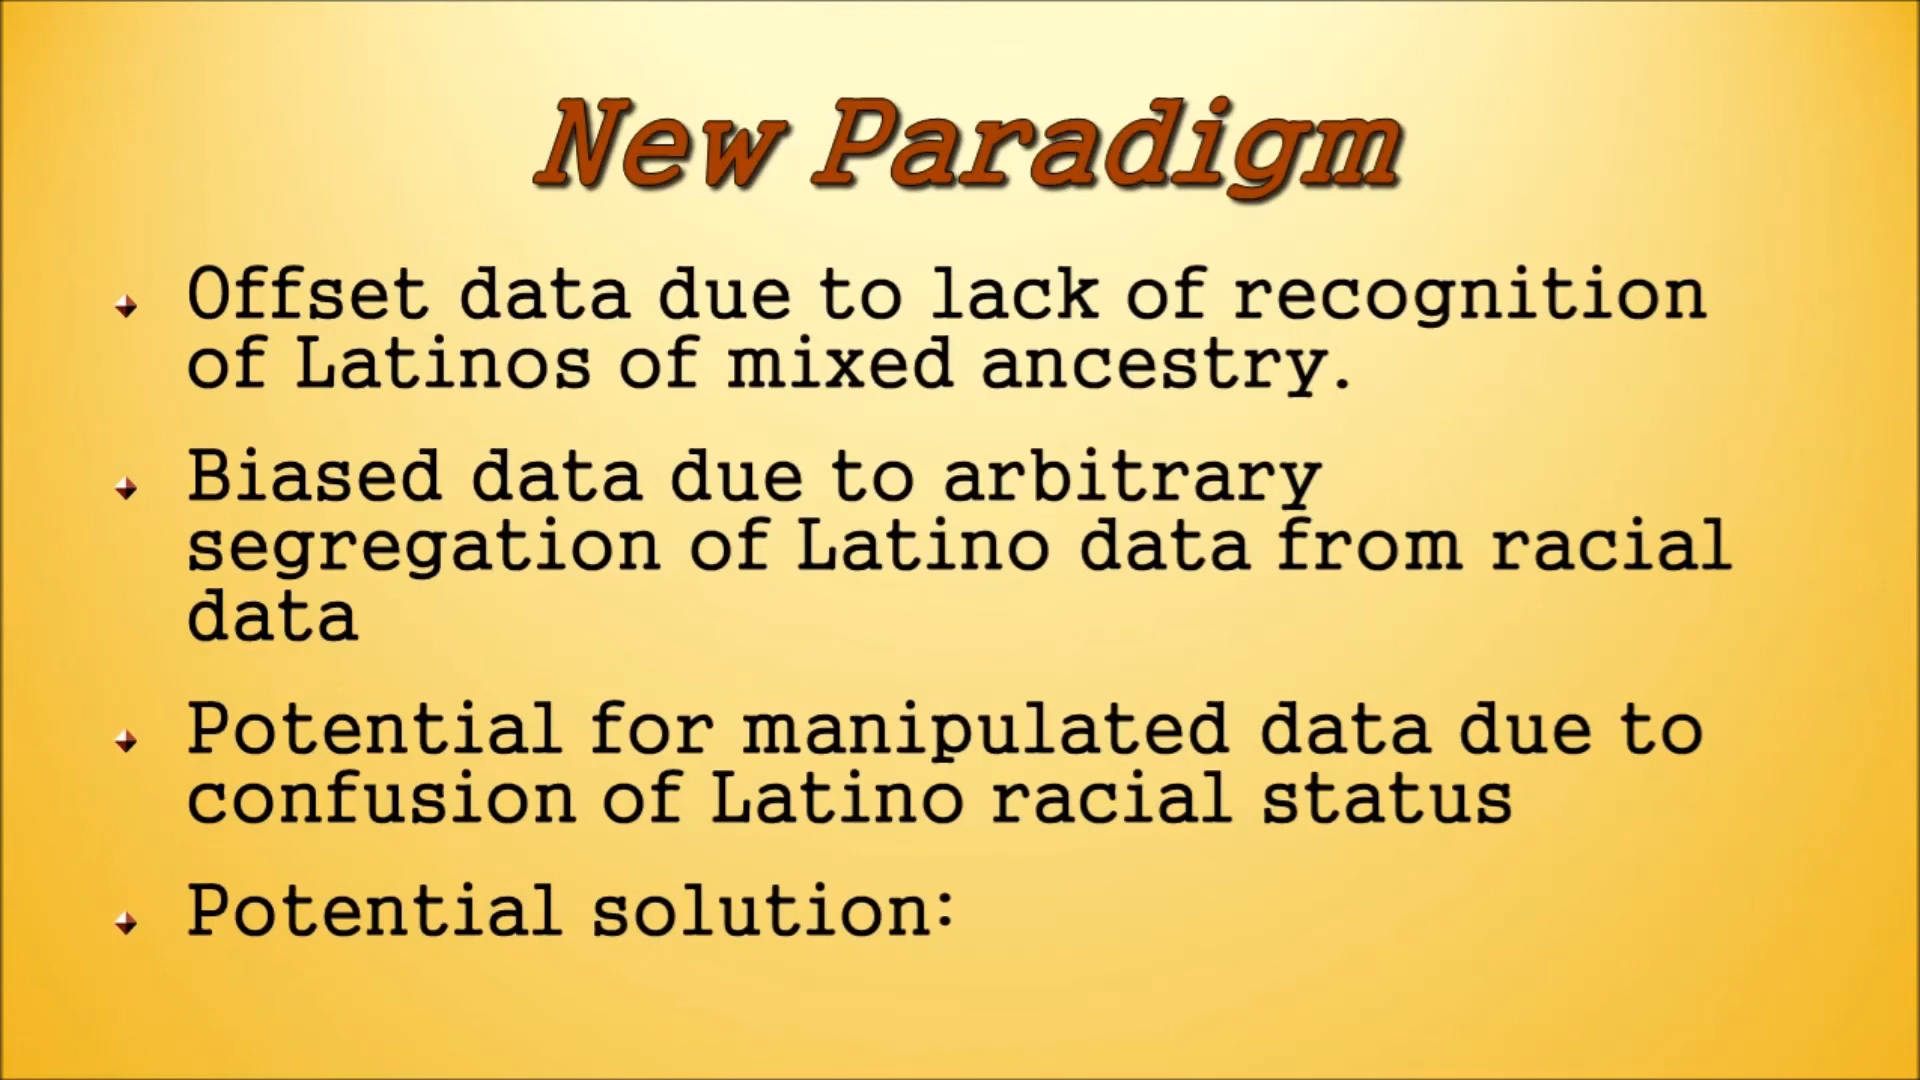 New Paradigm
Offset data due to lack of recognition
of Latinos of mixed ancestry.
Biased data due to arbitrary
segregation of Latino data from racial
data
Potential for manipulated data due to
confusion of Latino racial status
Potential solution: